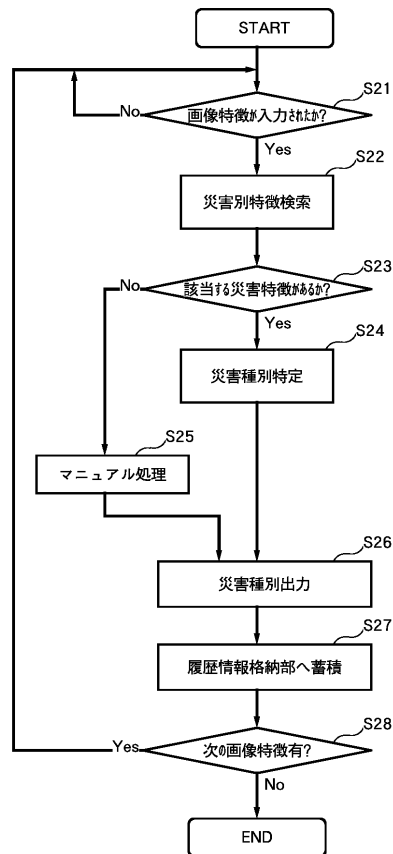 START
S21
画像特徴が入力されたか?
No
Yes
S22
災害別特徴検索
S23
該当する災害特徴があるか?
No
Yes
S24
災害種別特定
S25
マニュアル処理
S26
災害種別出力
S27
履歴情報格納部へ蓄積
S28
次の画像特徴有?
Yes
No
END